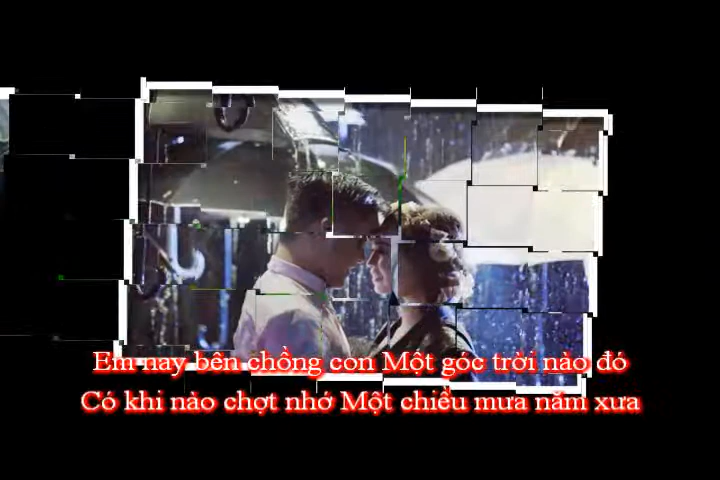 Em nay bên chồng con Một góc trời nào đó
Có khi nào chợt nhớ Một chiều mưa năm xưa